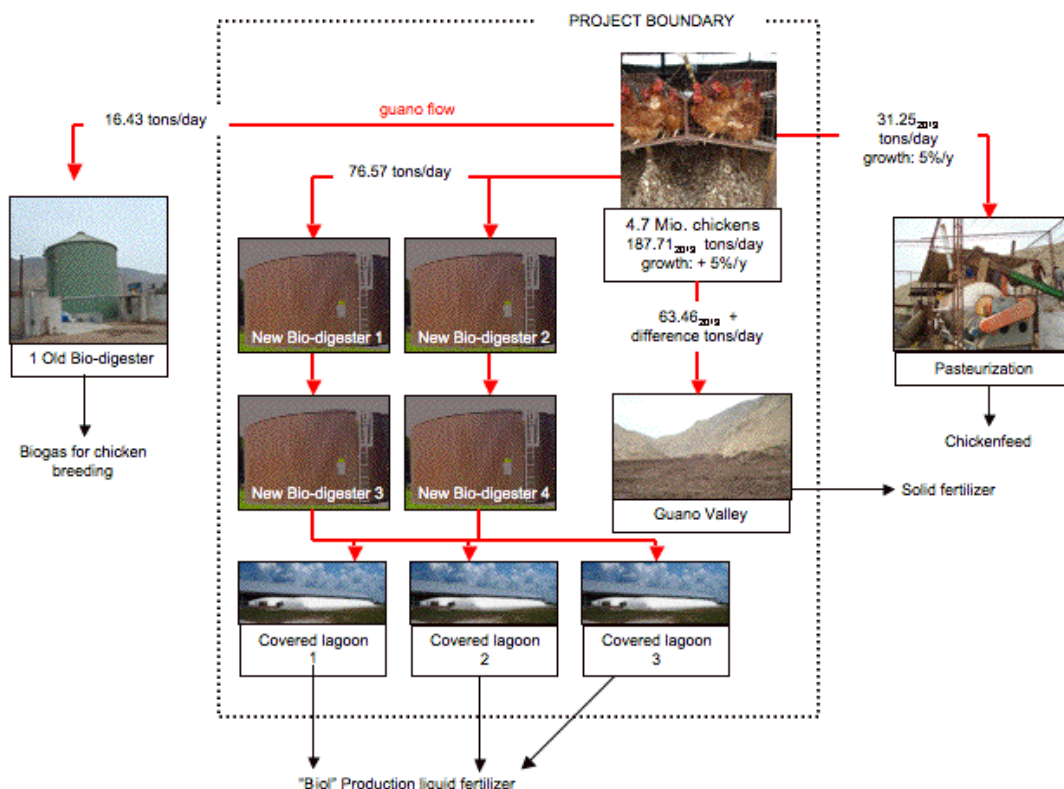 PROJECT BOUNDARY
guano flow
16.43 tons/day
31.25
tons/day
growth: 5%/y
76.57 tons/day
4.7 Mio. chickens
187.71 tons/day
growth: + 5%/y
New Bio-digester 1
New Bio-digester 2
63.46 +
difference tons/day
1 Old Bio-digester
Pasteurization
Biogas for chicken
breeding
Chickenfeed
New Bio-digester 3
New Bio-digester 4
Solid fertilizer
Guano Valley
Covered lagoon
1
Covered lagoon
2
Covered lagoon
3
"Biol" Production liquid fertilizer